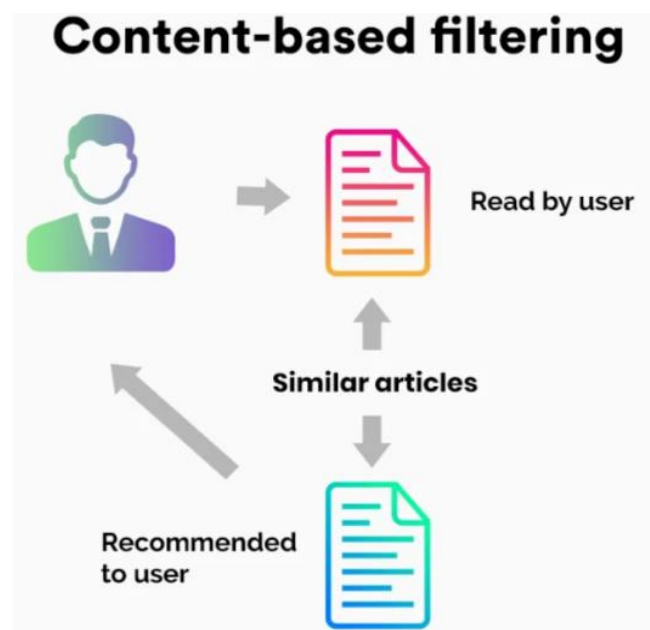 Content-based filtering
Read by user
Similar articles
Recommended
to user